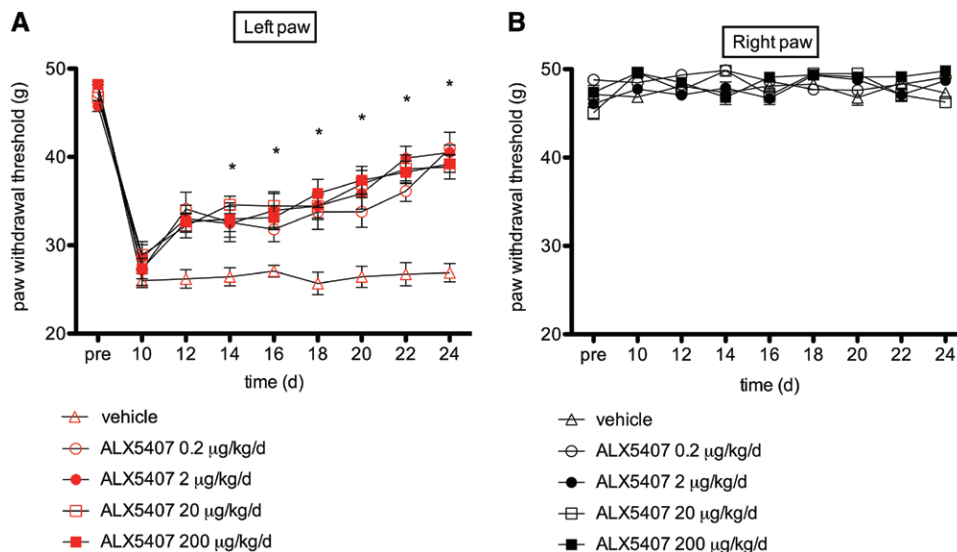 A
Left paw
paw withdrawal threshold (g)
50
40
30
20
* * * * * *
pre 10 12 14 16 18 20 22 24
time (d)
vehicle
ALX5407 0.2 µg/kg/d
ALX5407 2 µg/kg/d
ALX5407 20 µg/kg/d
ALX5407 200 µg/kg/d
B
Right paw
paw withdrawal threshold (g)
50
40
30
20
pre 10 12 14 16 18 20 22 24
time (d)
vehicle
ALX5407 0.2 µg/kg/d
ALX5407 2 µg/kg/d
ALX5407 20 µg/kg/d
ALX5407 200 µg/kg/d